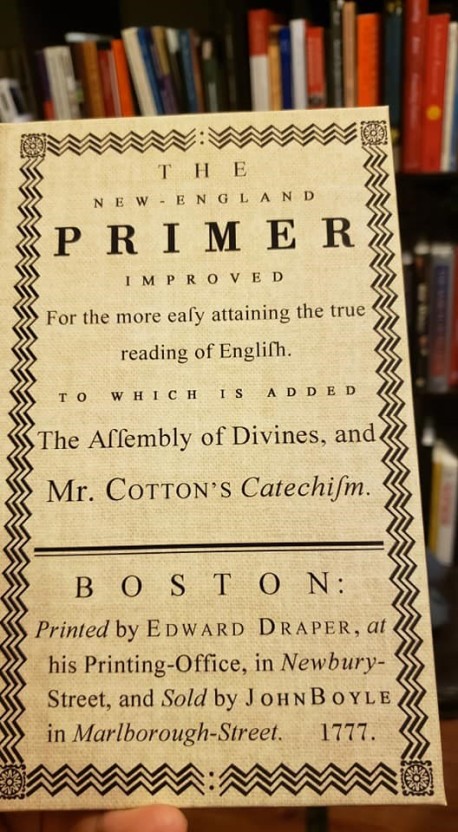 THE
NEW-ENGLAND
PRIMER
IMPROVED
For the more eaſy attaining the true
reading of Engliſh.
TO WHICH IS ADDED
The Aſſembly of Divines, and
Mr. COTTON'S Catechiſm.
BOSTON:
Printed by EDWARD DRAPER, at
his Printing-Office, in Newbury-
Street, and Sold by JOHN BOYLE
in Marlborough-Street. 1777.